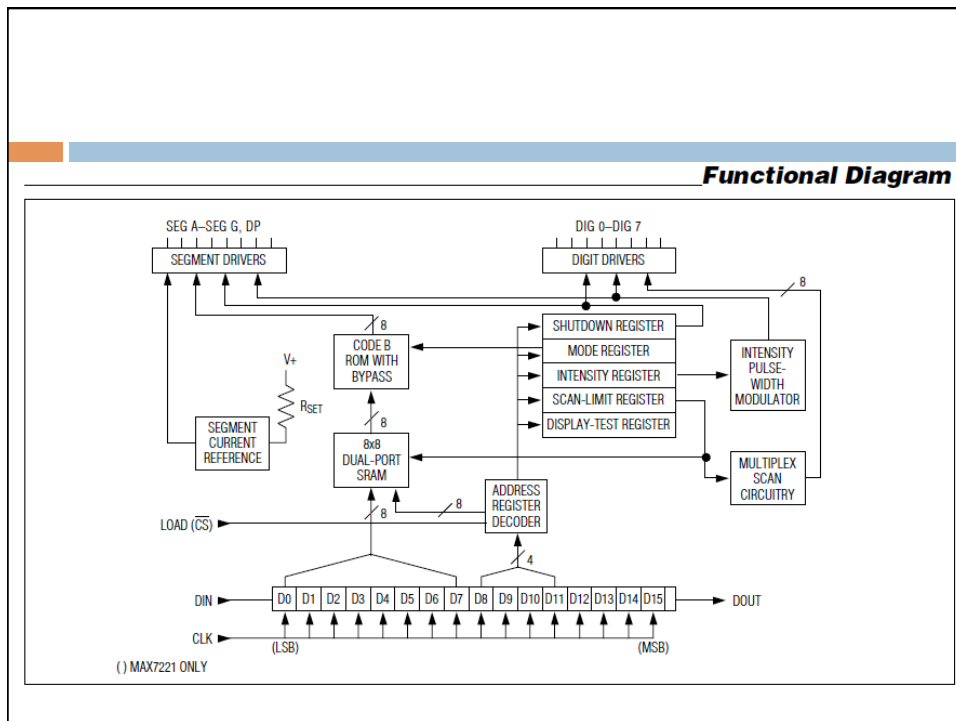 Functional Diagram
SEG A–SEG G, DP
DIG 0–DIG 7
SEGMENT DRIVERS
DIGIT DRIVERS
8
8
SHUTDOWN REGISTER
MODE REGISTER
INTENSITY REGISTER
SCAN-LIMIT REGISTER
DISPLAY-TEST REGISTER
CODE B
ROM WITH
BYPASS
INTENSITY
PULSE-
WIDTH
MODULATOR
V+
RSET
8
SEGMENT
CURRENT
REFERENCE
8x8
DUAL-PORT
SRAM
MULTIPLEX
SCAN
CIRCUITRY
ADDRESS
REGISTER
DECODER
8
8
LOAD (C̅S̅)
4
DIN
D0 D1 D2 D3 D4 D5 D6 D7 D8 D9 D10 D11 D12 D13 D14 D15
DOUT
CLK
(LSB)
(MSB)
( ) MAX7221 ONLY